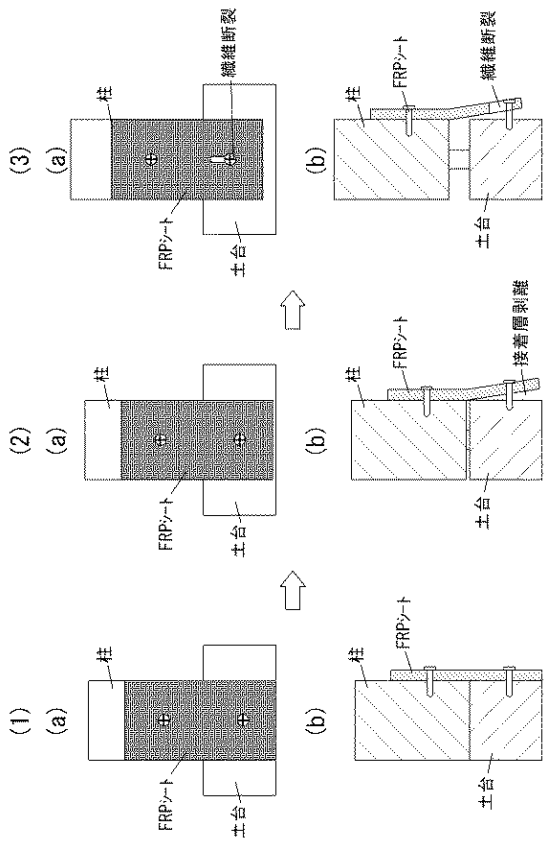 (1)
(a)
柱
FRPシート
土台
(b)
柱
FRPシート
土台
(2)
(a)
柱
FRPシート
土台
(b)
柱
FRPシート
土台
接着層剥離
(3)
(a)
柱
FRPシート
土台
繊維断裂
(b)
柱
FRPシート
土台
繊維断裂